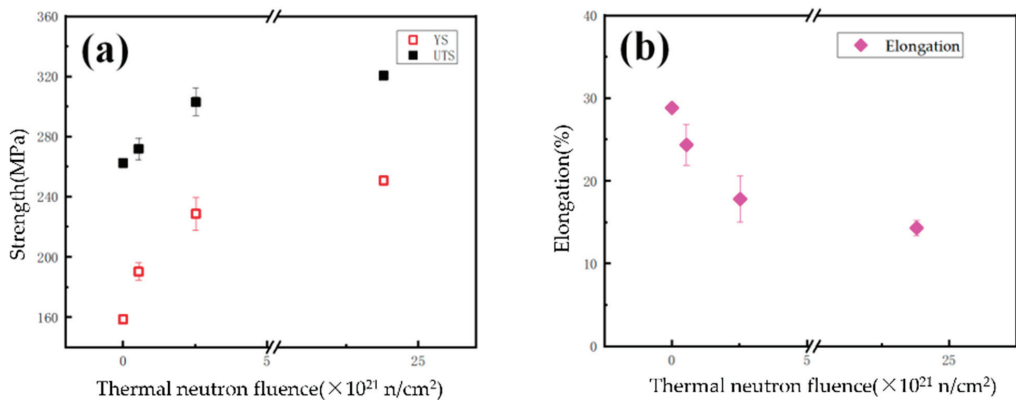 (a)
YS
UTS
360
320
280
240
200
160
Strength(MPa)
0
5
25
Thermal neutron fluence(×10²¹ n/cm²)
(b)
Elongation
40
30
20
10
0
Elongation(%)
0
5
25
Thermal neutron fluence(×10²¹ n/cm²)